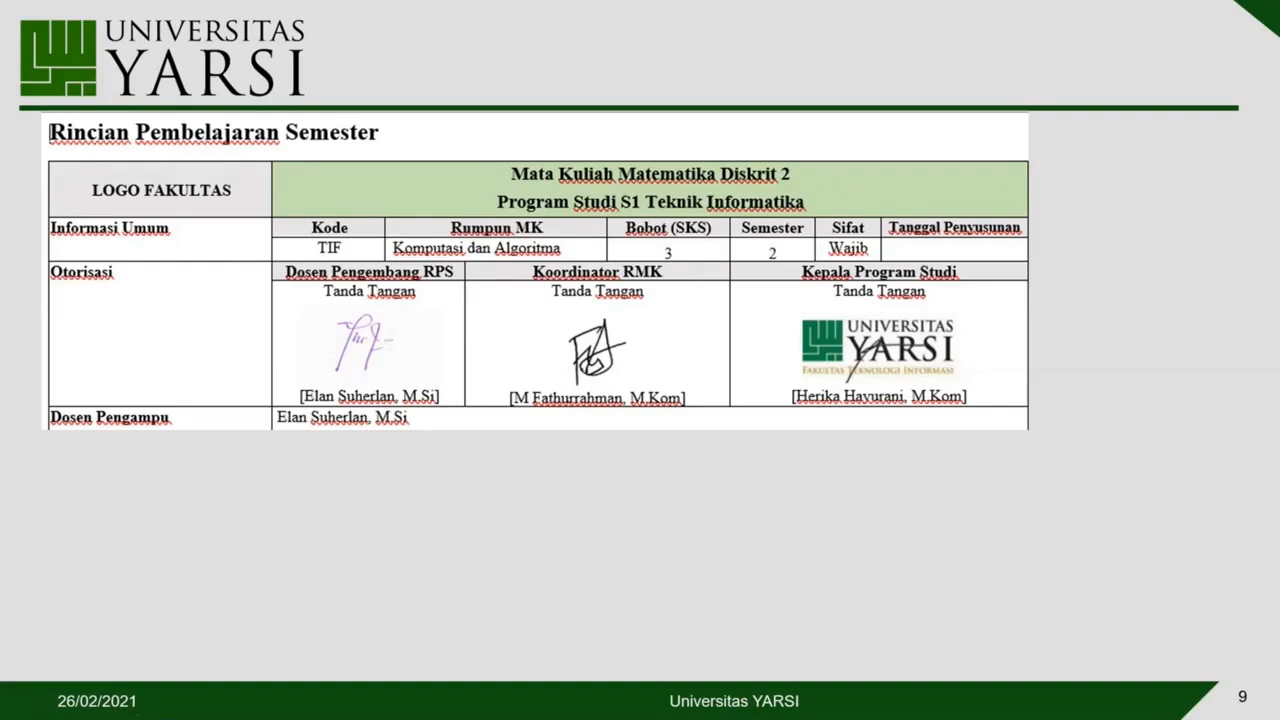 UNIVERSITAS
YARSI
Rincian Pembelajaran Semester
LOGO FAKULTAS
Mata Kuliah Matematika Diskrit 2
Program Studi S1 Teknik Informatika
Informasi Umum
Kode Rumpun MK Bobot (SKS) Semester Sifat Tanggal Penyusunan
TIF Komputasi dan Algoritma 3 2 Wajib
Otorisasi
Dosen Pengembang RPS Koordinator RMK Kepala Program Studi
Tanda Tangan Tanda Tangan Tanda Tangan
UNIVERSITAS
YARSI
FAKULTAS TEKNOLOGI INFORMASI
[Elan Suherlan, M.Si] [M Fathurrahman, M.Kom] [Herika Hayurani, M.Kom]
Dosen Pengampu Elan Suherlan, M.Si
26/02/2021 Universitas YARSI 9